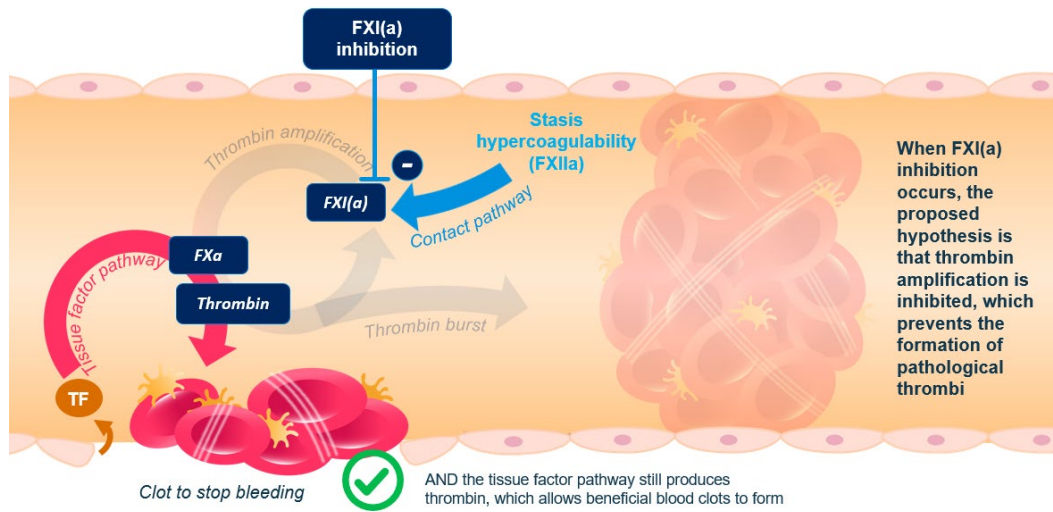 FXI(a)
inhibition
Thrombin amplification
–
Stasis
hypercoagulability
(FXIIa)
FXI(a)
Contact pathway
Tissue factor pathway
FXa
Thrombin
Thrombin burst
TF
Clot to stop bleeding
When FXI(a)
inhibition
occurs, the
proposed
hypothesis is
that thrombin
amplification is
inhibited, which
prevents the
formation of
pathological
thrombi
AND the tissue factor pathway still produces
thrombin, which allows beneficial blood clots to form